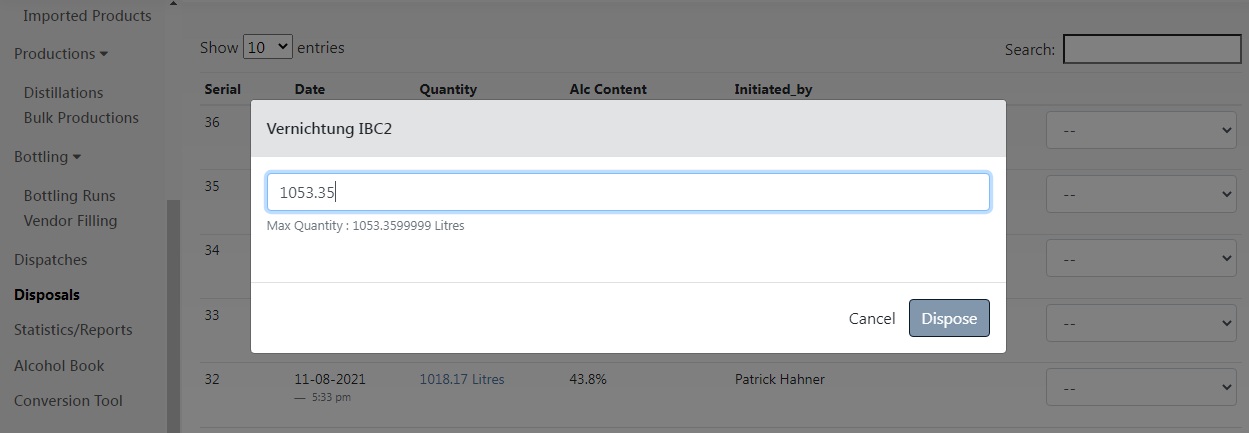 Imported Products
Productions
Distillations
Bulk Productions
Bottling
Bottling Runs
Vendor Filling
Dispatches
Disposals
Statistics/Reports
Alcohol Book
Conversion Tool
Show 10 entries
Search:
Serial Date Quantity Alc Content Initiated_by
36 --
35 --
34 --
33 --
Vernichtung IBC2
1053.35
Max Quantity : 1053.3599999 Litres
Cancel Dispose
32 11-08-2021 1018.17 Litres 43.8% Patrick Hahner --
— 5:33 pm